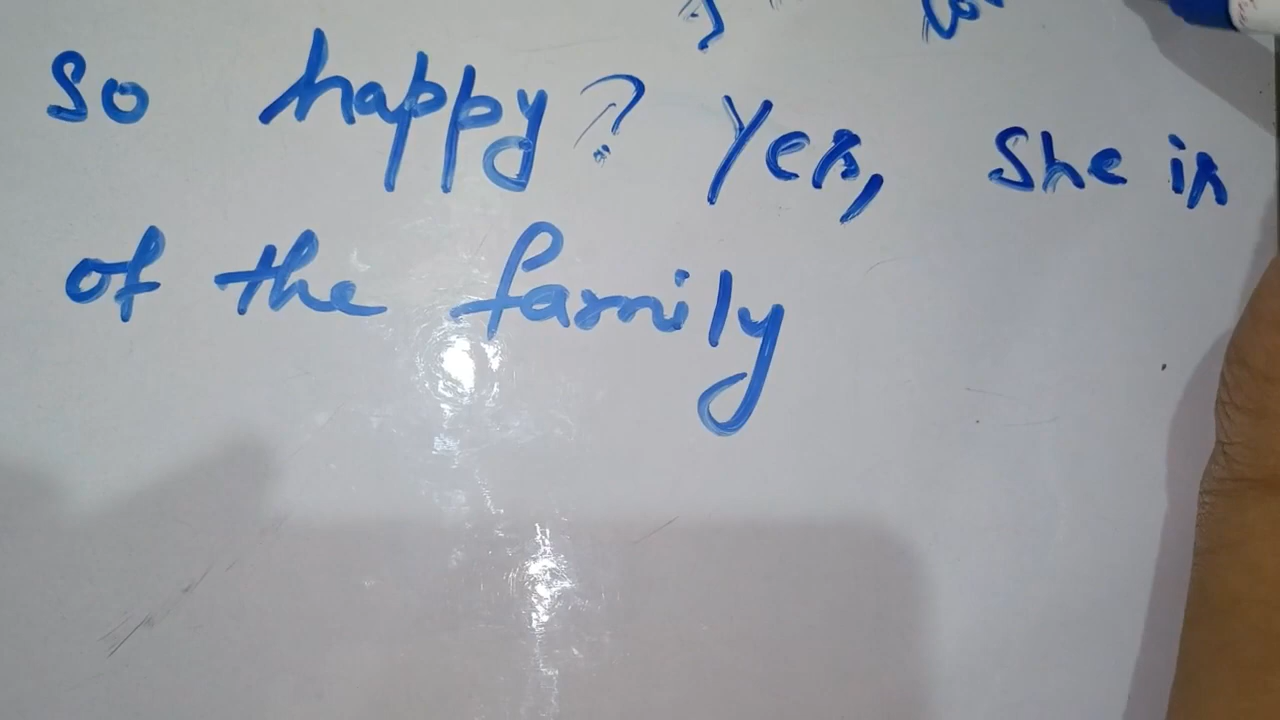 So happy? Yes, She is
of the family